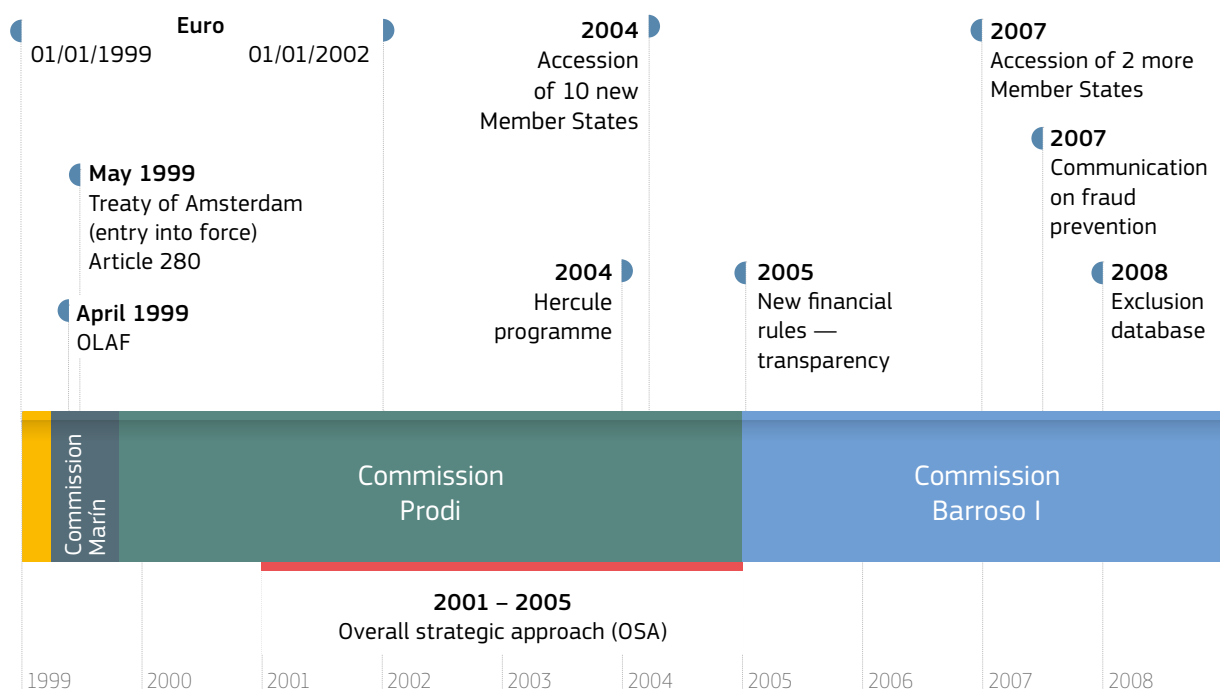 Euro
01/01/1999
01/01/2002
2004
Accession
of 10 new
Member States
2007
Accession of 2 more
Member States
May 1999
Treaty of Amsterdam
(entry into force)
Article 280
2007
Communication
on fraud
prevention
April 1999
OLAF
2004
Hercule
programme
2005
New financial
rules —
transparency
2008
Exclusion
database
Commission
Marín
Commission
Prodi
Commission
Barroso I
2001 – 2005
Overall strategic approach (OSA)
1999
2000
2001
2002
2003
2004
2005
2006
2007
2008